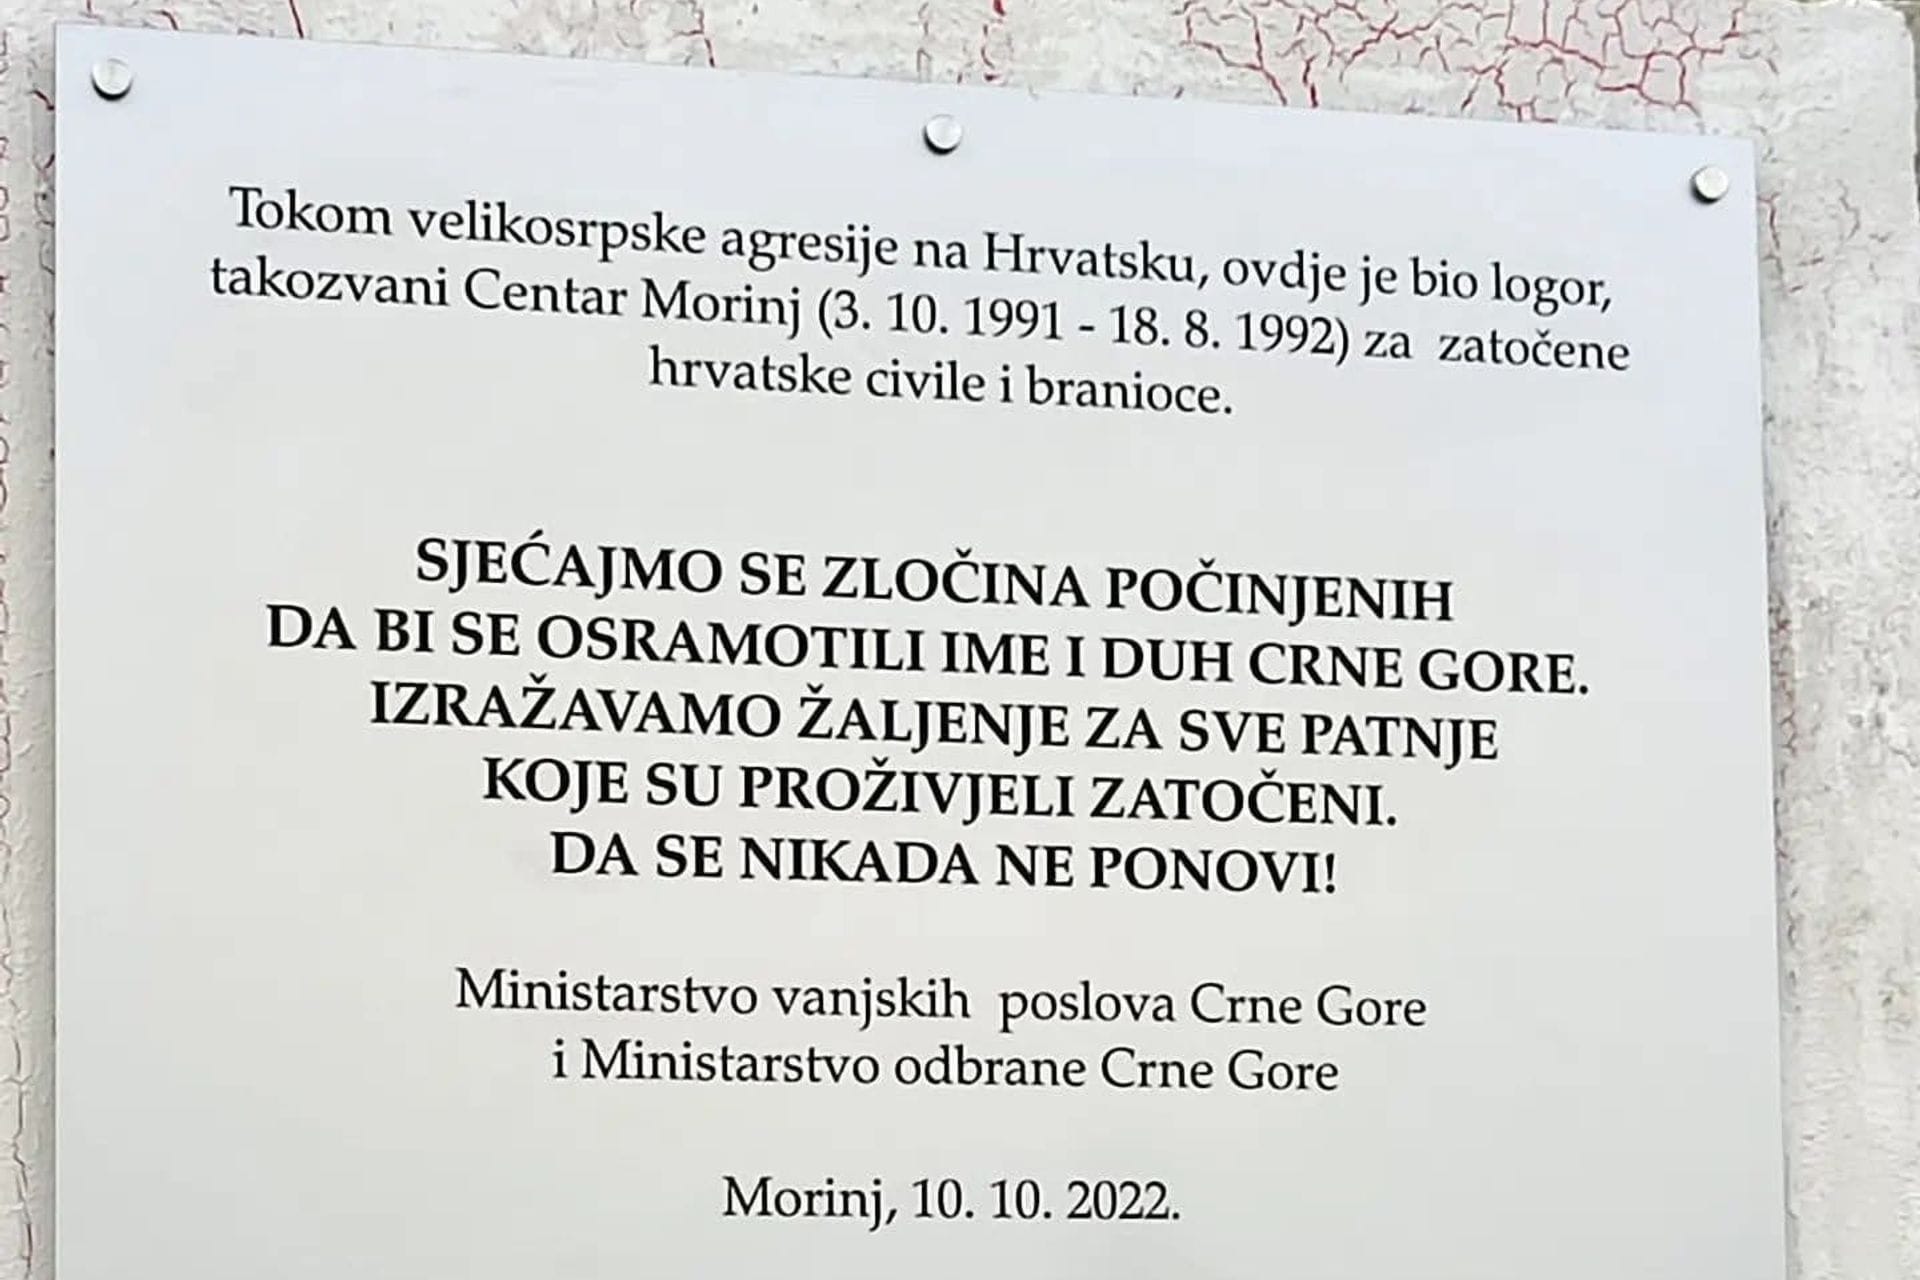 Tokom velikosrpske agresije na Hrvatsku, ovdje je bio logor,
takozvani Centar Morinj (3. 10. 1991 - 18. 8. 1992) za zatočene
hrvatske civile i branioce.
SJEĆAJMO SE ZLOČINA POČINJENIH
DA BI SE OSRAMOTILI IME I DUH CRNE GORE.
IZRAŽAVAMO ŽALJENJE ZA SVE PATNJE
KOJE SU PROŽIVJELI ZATOČENI.
DA SE NIKADA NE PONOVI!
Ministarstvo vanjskih poslova Crne Gore
i Ministarstvo odbrane Crne Gore
Morinj, 10. 10. 2022.